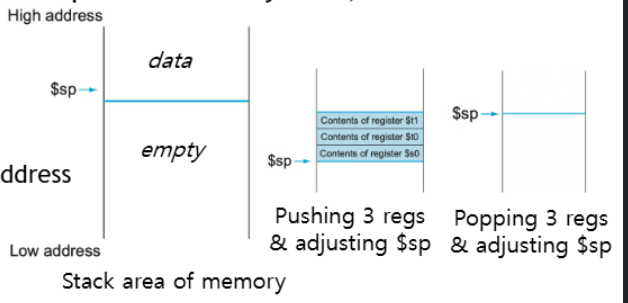 High address
data
$sp
empty
ddress
Low address
Stack area of memory
Contents of register $t1
Contents of register $t0
Contents of register $s0
$sp
Pushing 3 regs
& adjusting $sp
$sp
Popping 3 regs
& adjusting $sp